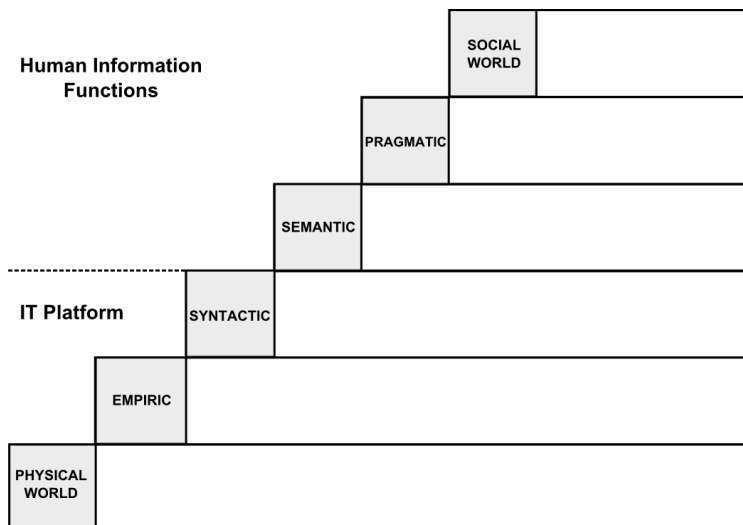 SOCIAL
WORLD
Human Information
Functions
PRAGMATIC
SEMANTIC
IT Platform
SYNTACTIC
EMPIRIC
PHYSICAL
WORLD